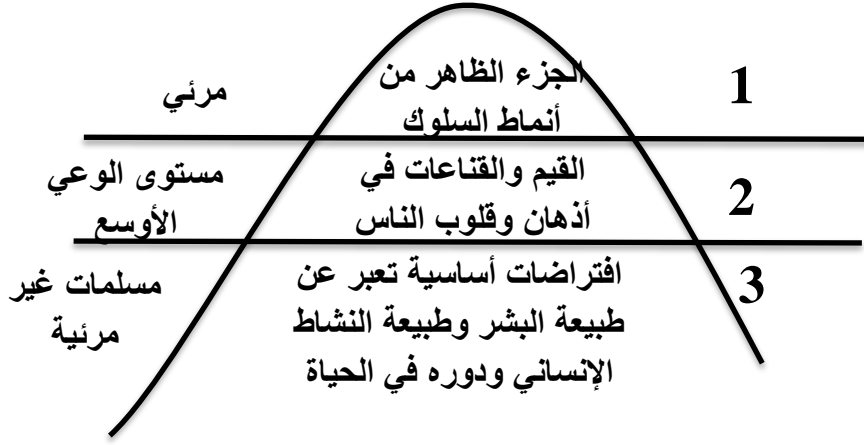 1
الجزء الظاهر من
أنماط السلوك
مرئي
2
القيم والقناعات في
أذهان وقلوب الناس
مستوى الوعي
الأوسع
3
افتراضات أساسية تعبر عن
طبيعة البشر وطبيعة النشاط
الإنساني ودوره في الحياة
مسلمات غير
مرئية